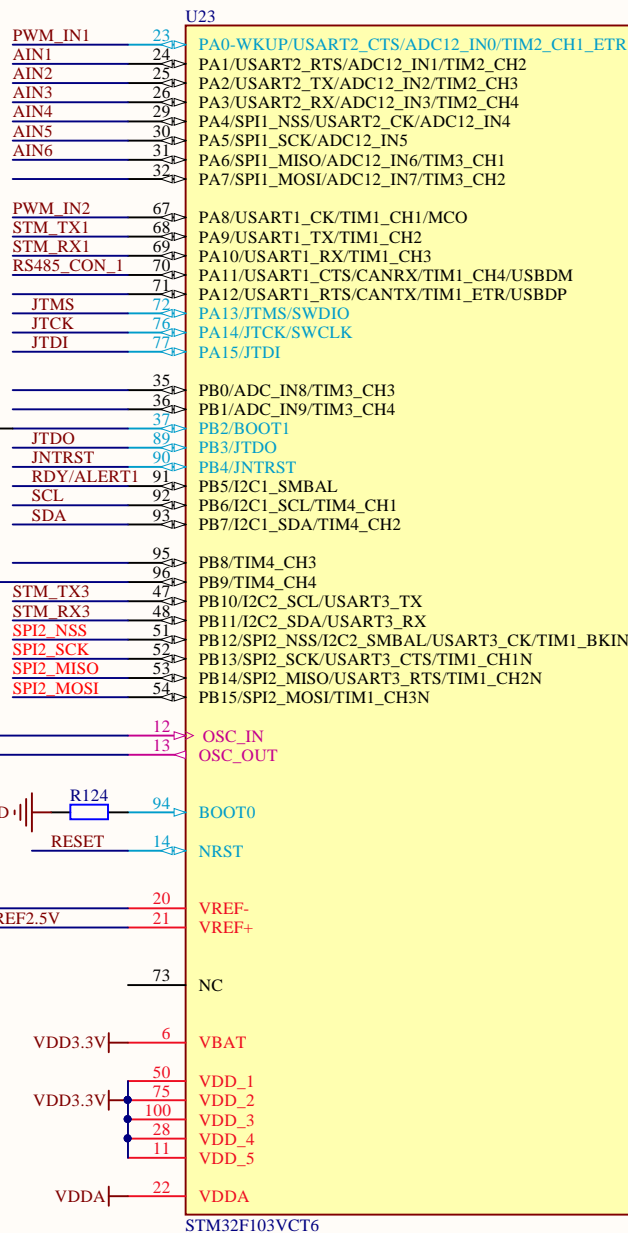 U23
PWM_IN1 23 PA0-WKUP/USART2_CTS/ADC12_IN0/TIM2_CH1_ETR
AIN1 24 PA1/USART2_RTS/ADC12_IN1/TIM2_CH2
AIN2 25 PA2/USART2_TX/ADC12_IN2/TIM2_CH3
AIN3 26 PA3/USART2_RX/ADC12_IN3/TIM2_CH4
AIN4 29 PA4/SPI1_NSS/USART2_CK/ADC12_IN4
AIN5 30 PA5/SPI1_SCK/ADC12_IN5
AIN6 31 PA6/SPI1_MISO/ADC12_IN6/TIM3_CH1
32 PA7/SPI1_MOSI/ADC12_IN7/TIM3_CH2
PWM_IN2 67 PA8/USART1_CK/TIM1_CH1/MCO
STM_TX1 68 PA9/USART1_TX/TIM1_CH2
STM_RX1 69 PA10/USART1_RX/TIM1_CH3
RS485_CON_1 70 PA11/USART1_CTS/CANRX/TIM1_CH4/USBDM
71 PA12/USART1_RTS/CANTX/TIM1_ETR/USBDP
JTMS 72 PA13/JTMS/SWDIO
JTCK 76 PA14/JTCK/SWCLK
JTDI 77 PA15/JTDI
35 PB0/ADC_IN8/TIM3_CH3
36 PB1/ADC_IN9/TIM3_CH4
37 PB2/BOOT1
JTDO 89 PB3/JTDO
JNTRST 90 PB4/JNTRST
RDY/ALERT1 91 PB5/I2C1_SMBAL
SCL 92 PB6/I2C1_SCL/TIM4_CH1
SDA 93 PB7/I2C1_SDA/TIM4_CH2
95 PB8/TIM4_CH3
96 PB9/TIM4_CH4
STM_TX3 47 PB10/I2C2_SCL/USART3_TX
STM_RX3 48 PB11/I2C2_SDA/USART3_RX
SPI2_NSS 51 PB12/SPI2_NSS/I2C2_SMBAL/USART3_CK/TIM1_BKIN
SPI2_SCK 52 PB13/SPI2_SCK/USART3_CTS/TIM1_CH1N
SPI2_MISO 53 PB14/SPI2_MISO/USART3_RTS/TIM1_CH2N
SPI2_MOSI 54 PB15/SPI2_MOSI/TIM1_CH3N
12 OSC_IN
13 OSC_OUT
R124
D 94 BOOT0
RESET 14 NRST
20 VREF-
REF2.5V 21 VREF+
73 NC
VDD3.3V 6 VBAT
50 VDD_1
VDD3.3V 75 VDD_2
100 VDD_3
28 VDD_4
11 VDD_5
VDDA 22 VDDA
STM32F103VCT6